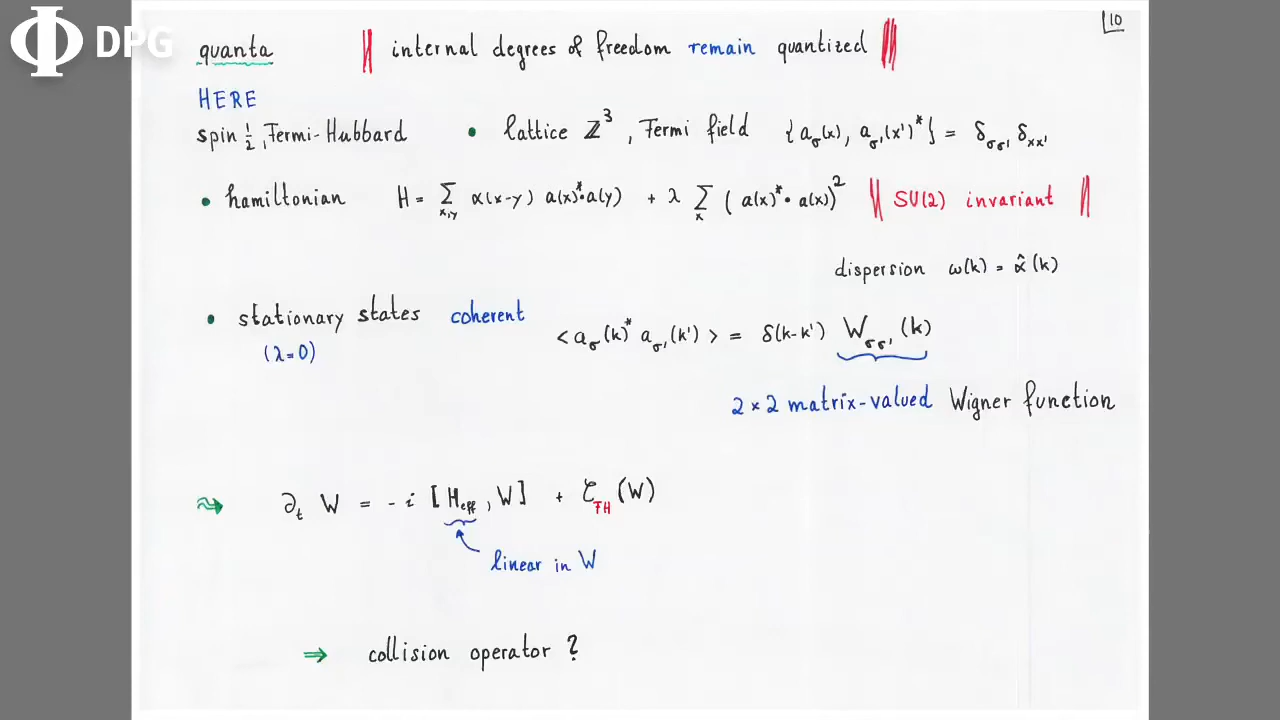 DPG
10
quanta || internal degrees of freedom remain quantized |||
HERE
spin 1/2, Fermi-Hubbard • lattice ℤ³, Fermi field {a_σ(x), a_σ'(x')*} = δ_σσ' δ_xx'
• hamiltonian H = Σ_x,y α(x-y) a(x)*·a(y) + λ Σ_x (a(x)*·a(x))² || SU(2) invariant ||
dispersion ω(k) = α̂(k)
• stationary states coherent <a_σ(k)* a_σ'(k')> = δ(k-k') W_σσ'(k)
(λ=0)
2×2 matrix-valued Wigner function
⇝ ∂_t W = -i [H_eff, W] + C_FH(W)
linear in W
⇒ collision operator ?